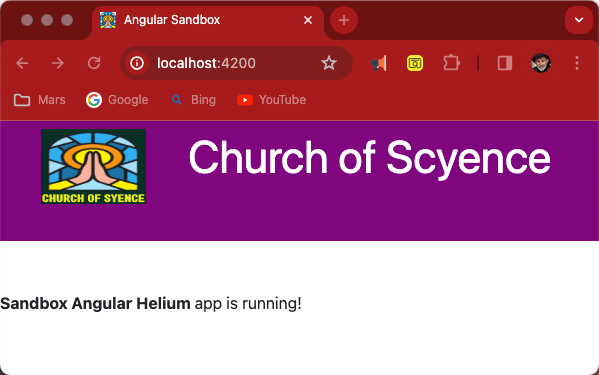 Angular Sandbox
localhost:4200
Mars Google Bing YouTube
Church of Scyence
CHURCH OF SYENCE
Sandbox Angular Helium app is running!